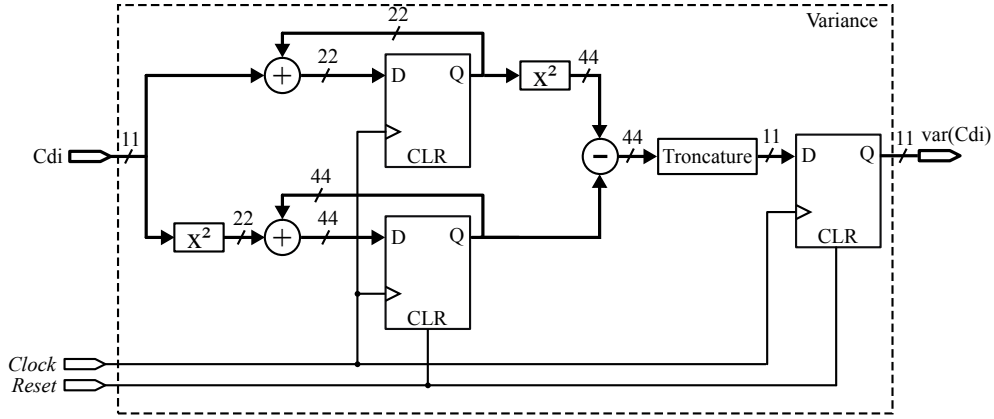 Variance
22
22
44
D
Q
X²
+
CLR
Cdi
11
−
44
Troncature
11
D
Q
11
var(Cdi)
CLR
44
X²
22
+
44
D
Q
CLR
Clock
Reset